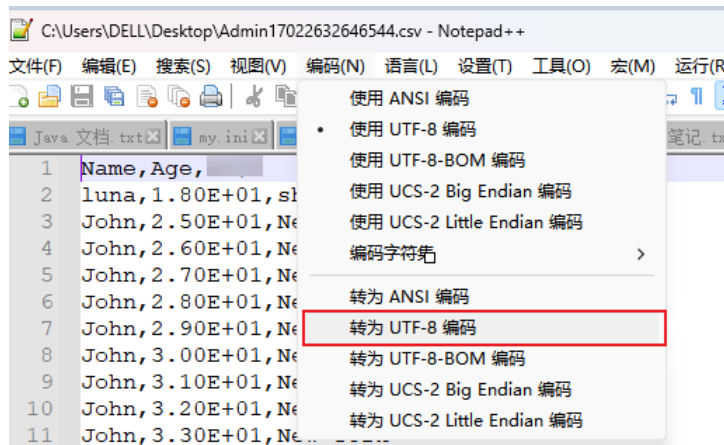 C:\Users\DELL\Desktop\Admin17022632646544.csv - Notepad++
文件(F) 编辑(E) 搜索(S) 视图(V) 编码(N) 语言(L) 设置(T) 工具(O) 宏(M) 运行(R
Java 文档.txt my.ini 笔记.tx
使用 ANSI 编码
使用 UTF-8 编码
使用 UTF-8-BOM 编码
使用 UCS-2 Big Endian 编码
使用 UCS-2 Little Endian 编码
编码字符集
转为 ANSI 编码
转为 UTF-8 编码
转为 UTF-8-BOM 编码
转为 UCS-2 Big Endian 编码
转为 UCS-2 Little Endian 编码
1 Name,Age,
2 luna,1.80E+01,sh
3 John,2.50E+01,Ne
4 John,2.60E+01,Ne
5 John,2.70E+01,Ne
6 John,2.80E+01,Ne
7 John,2.90E+01,Ne
8 John,3.00E+01,Ne
9 John,3.10E+01,Ne
10 John,3.20E+01,Ne
11 John,3.30E+01,Ne